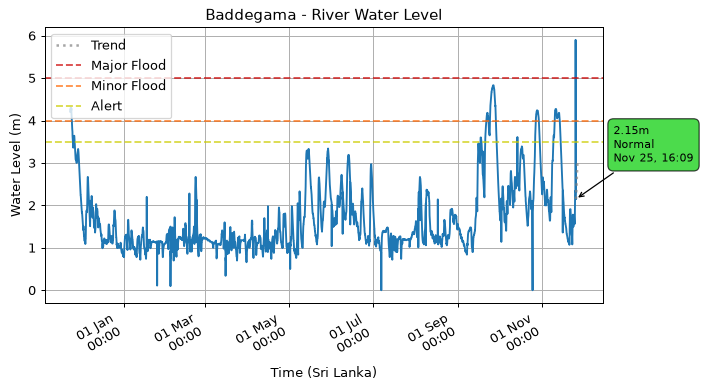 Baddegama - River Water Level
Trend
Major Flood
Minor Flood
Alert
Water Level (m)
6
5
4
3
2
1
0
2.15m
Normal
Nov 25, 16:09
01 Jan
00:00
01 Mar
00:00
01 May
00:00
01 Jul
00:00
01 Sep
00:00
01 Nov
00:00
Time (Sri Lanka)